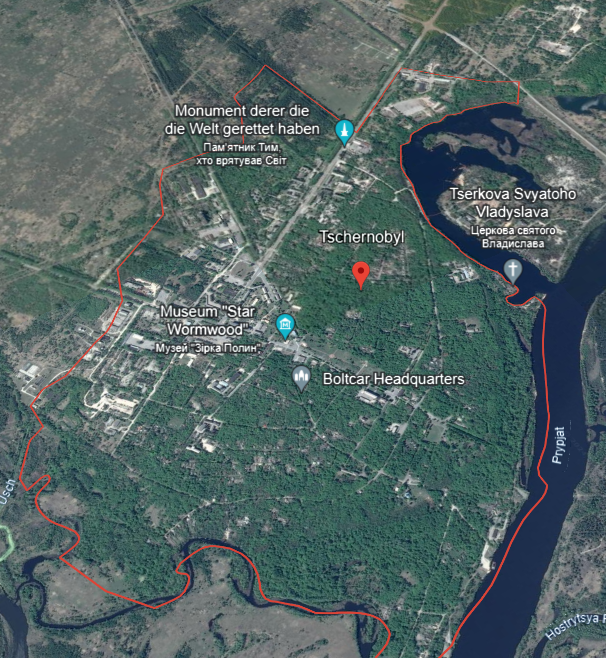 Monument derer die
die Welt gerettet haben
Пам'ятник Тим,
хто врятував Світ
Tserkova Svyatoho
Vladyslava
Церкова святого
Владислава
Tschernobyl
Museum "Star
Wormwood"
Музей "Зірка Полин"
Boltcar Headquarters
Prypjat
Usch
Hostrytsya